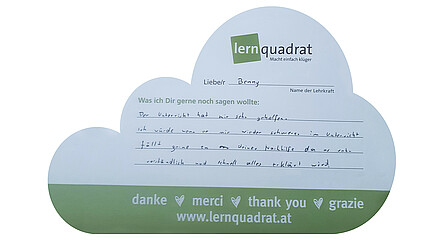 lernquadrat
Macht einfach klüger
Liebe/r Benny
Name der Lehrkraft
Was ich Dir gerne noch sagen wollte:
Der Unterricht hat mir sehr geholfen.
Ich würde wenn es mir wieder schwerer im Unterricht
fällt gerne zu deiner Nachhilfe da es sehr
verständlich und schnell alles erklärt wird
danke merci thank you grazie
www.lernquadrat.at